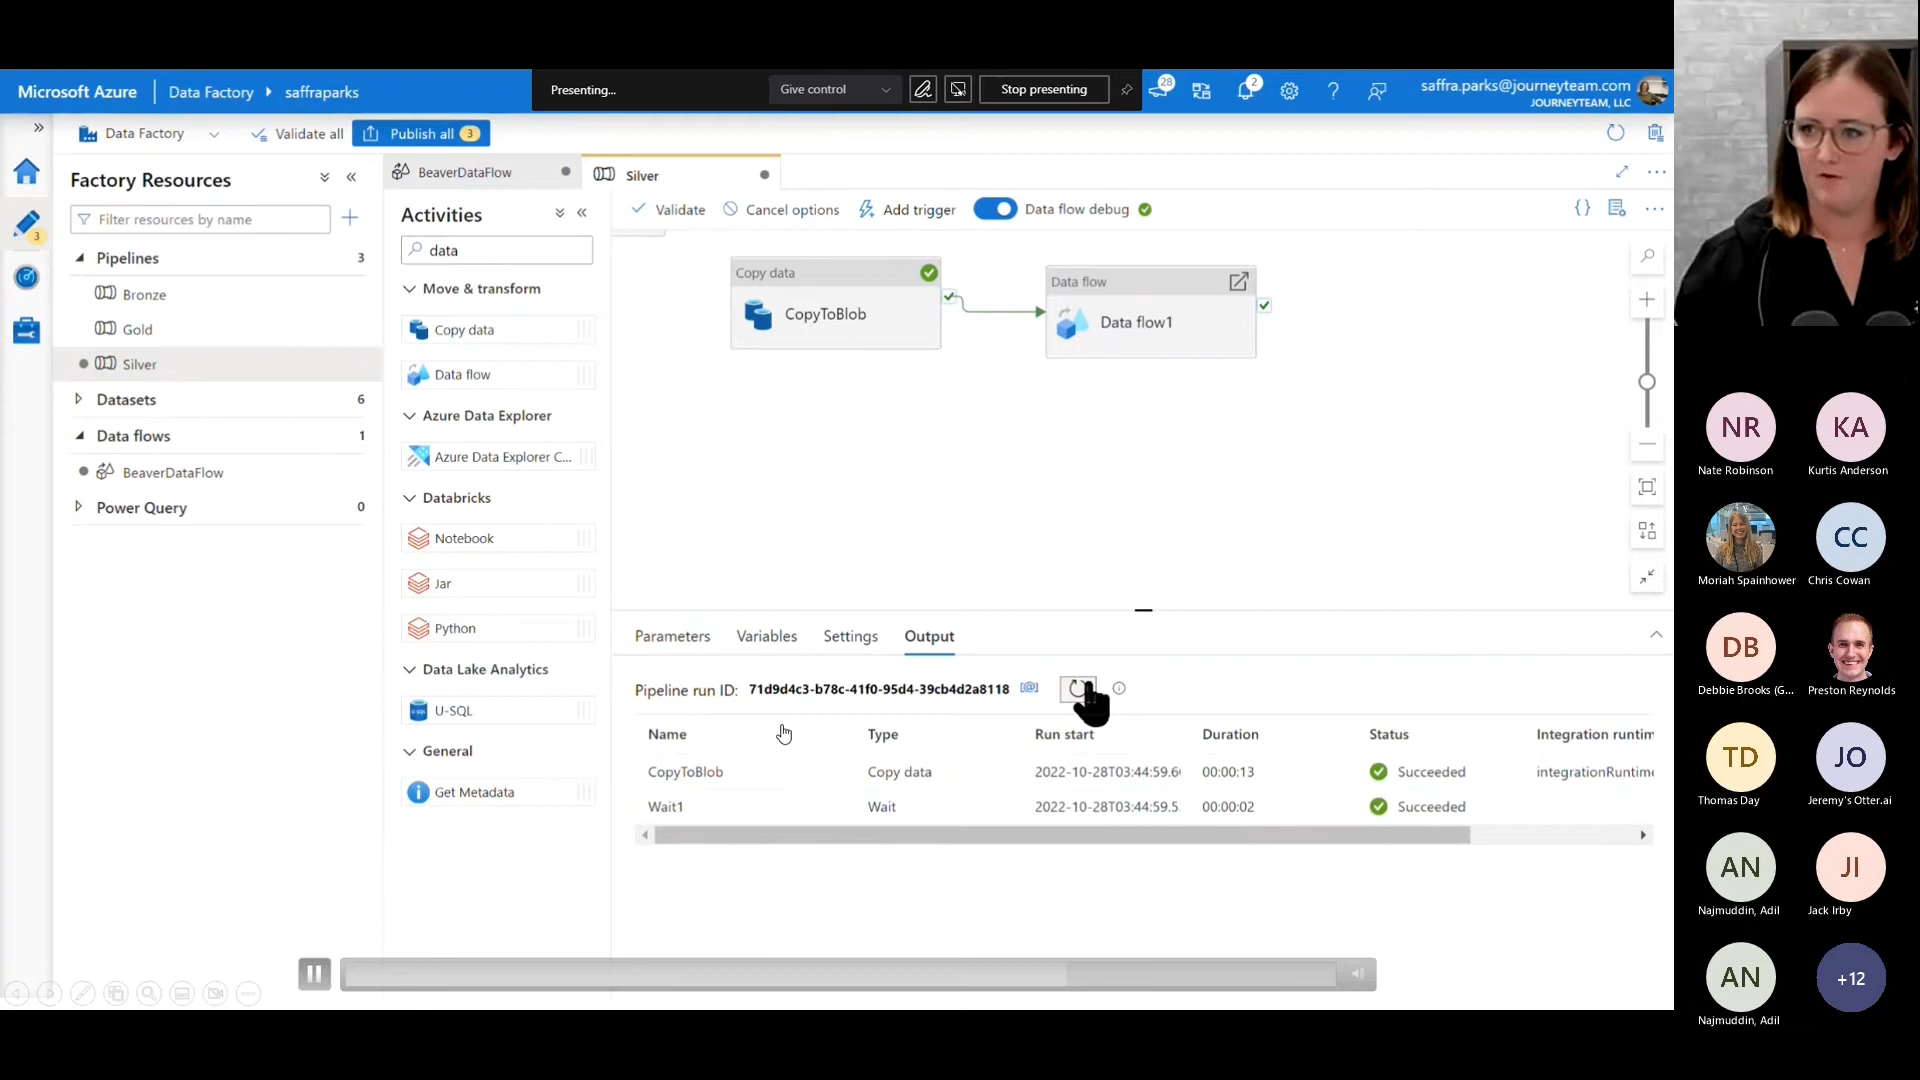 Microsoft Azure
Data Factory
saffraparks
Presenting...
Give control
Stop presenting
28
2
saffra.parks@journeyteam.com
JOURNEYTEAM, LLC
Data Factory
Validate all
Publish all
3
BeaverDataFlow
Silver
Factory Resources
Filter resources by name
3
Pipelines
3
Bronze
Gold
Silver
Datasets
6
Data flows
1
BeaverDataFlow
Power Query
0
Activities
data
Move & transform
Copy data
Data flow
Azure Data Explorer
Azure Data Explorer C...
Databricks
Notebook
Jar
Python
Data Lake Analytics
U-SQL
General
Get Metadata
Validate
Cancel options
Add trigger
Data flow debug
Copy data
CopyToBlob
Data flow
Data flow1
Parameters
Variables
Settings
Output
Pipeline run ID: 71d9d4c3-b78c-41f0-95d4-39cb4d2a8118
Name Type Run start Duration Status Integration runtim
CopyToBlob Copy data 2022-10-28T03:44:59.6 00:00:13 Succeeded integrationRuntime
Wait1 Wait 2022-10-28T03:44:59.5 00:00:02 Succeeded
NR
Nate Robinson
KA
Kurtis Anderson
Moriah Spainhower
CC
Chris Cowan
DB
Debbie Brooks (G...
Preston Reynolds
TD
Thomas Day
JO
Jeremy's Otter.ai
AN
Najmuddin, Adil
JI
Jack Irby
AN
Najmuddin, Adil
+12